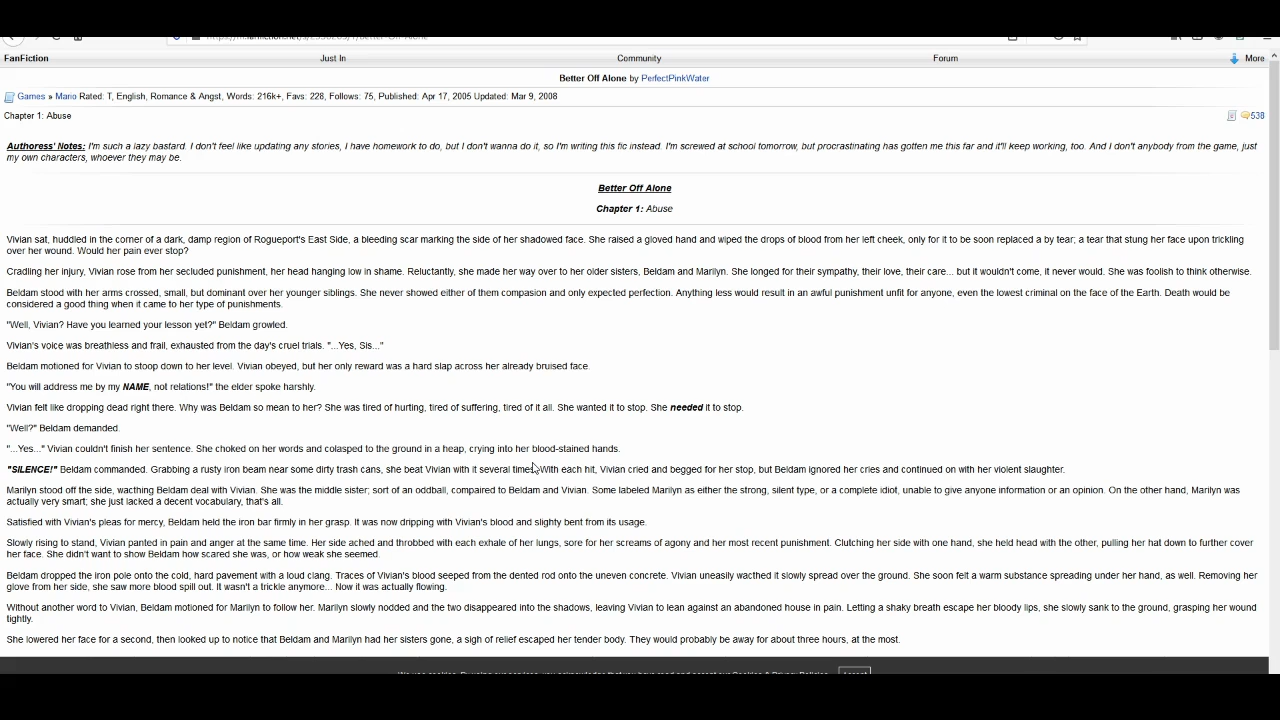 FanFiction Just In Community Forum More
Better Off Alone by PerfectPinkWater
Games » Mario Rated: T, English, Romance & Angst, Words: 216k+, Favs: 228, Follows: 75, Published: Apr 17, 2005 Updated: Mar 9, 2008
Chapter 1: Abuse 538
Authoress' Notes: I'm such a lazy bastard. I don't feel like updating any stories, I have homework to do, but I don't wanna do it, so I'm writing this fic instead. I'm screwed at school tomorrow, but procrastinating has gotten me this far and it'll keep working, too. And I don't anybody from the game, just
my own characters, whoever they may be.
Better Off Alone
Chapter 1: Abuse
Vivian sat, huddled in the corner of a dark, damp region of Rogueport's East Side, a bleeding scar marking the side of her shadowed face. She raised a gloved hand and wiped the drops of blood from her left cheek, only for it to be soon replaced a by tear; a tear that stung her face upon trickling
over her wound. Would her pain ever stop?
Cradling her injury, Vivian rose from her secluded punishment, her head hanging low in shame. Reluctantly, she made her way over to her older sisters, Beldam and Marilyn. She longed for their sympathy, their love, their care... but it wouldn't come, it never would. She was foolish to think otherwise.
Beldam stood with her arms crossed, small, but dominant over her younger siblings. She never showed either of them compasion and only expected perfection. Anything less would result in an awful punishment unfit for anyone, even the lowest criminal on the face of the Earth. Death would be
considered a good thing when it came to her type of punishments.
"Well, Vivian? Have you learned your lesson yet?" Beldam growled.
Vivian's voice was breathless and frail, exhausted from the day's cruel trials. "...Yes, Sis..."
Beldam motioned for Vivian to stoop down to her level. Vivian obeyed, but her only reward was a hard slap across her already bruised face.
"You will address me by my NAME, not relations!" the elder spoke harshly.
Vivian felt like dropping dead right there. Why was Beldam so mean to her? She was tired of hurting, tired of suffering, tired of it all. She wanted it to stop. She needed it to stop.
"Well?" Beldam demanded.
"...Yes..." Vivian couldn't finish her sentence. She choked on her words and colasped to the ground in a heap, crying into her blood-stained hands.
"SILENCE!" Beldam commanded. Grabbing a rusty iron beam near some dirty trash cans, she beat Vivian with it several times. With each hit, Vivian cried and begged for her stop, but Beldam ignored her cries and continued on with her violent slaughter.
Marilyn stood off the side, wacthing Beldam deal with Vivian. She was the middle sister; sort of an oddball, compaired to Beldam and Vivian. Some labeled Marilyn as either the strong, silent type, or a complete idiot, unable to give anyone information or an opinion. On the other hand, Marilyn was
actually very smart; she just lacked a decent vocabulary, that's all.
Satisfied with Vivian's pleas for mercy, Beldam held the iron bar firmly in her grasp. It was now dripping with Vivian's blood and slighty bent from its usage.
Slowly rising to stand, Vivian panted in pain and anger at the same time. Her side ached and throbbed with each exhale of her lungs, sore for her screams of agony and her most recent punishment. Clutching her side with one hand, she held head with the other, pulling her hat down to further cover
her face. She didn't want to show Beldam how scared she was, or how weak she seemed.
Beldam dropped the iron pole onto the cold, hard pavement with a loud clang. Traces of Vivian's blood seeped from the dented rod onto the uneven concrete. Vivian uneasily wacthed it slowly spread over the ground. She soon felt a warm substance spreading under her hand, as well. Removing her
glove from her side, she saw more blood spill out. It wasn't a trickle anymore... Now it was actually flowing.
Without another word to Vivian, Beldam motioned for Marilyn to follow her. Marilyn slowly nodded and the two disappeared into the shadows, leaving Vivian to lean against an abandoned house in pain. Letting a shaky breath escape her bloody lips, she slowly sank to the ground, grasping her wound
tightly.
She lowered her face for a second, then looked up to notice that Beldam and Marilyn had her sisters gone, a sigh of relief escaped her tender body. They would probably be away for about three hours, at the most.